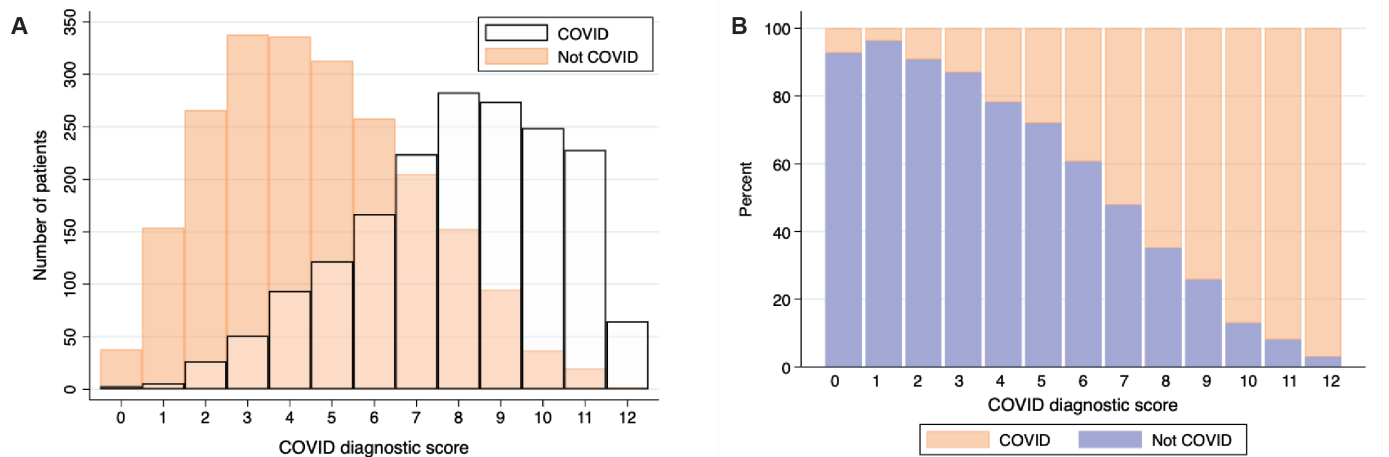 A
Number of patients
350
300
250
200
150
100
50
0
COVID
Not COVID
0 1 2 3 4 5 6 7 8 9 10 11 12
COVID diagnostic score
B
Percent
100
80
60
40
20
0
0 1 2 3 4 5 6 7 8 9 10 11 12
COVID diagnostic score
COVID Not COVID